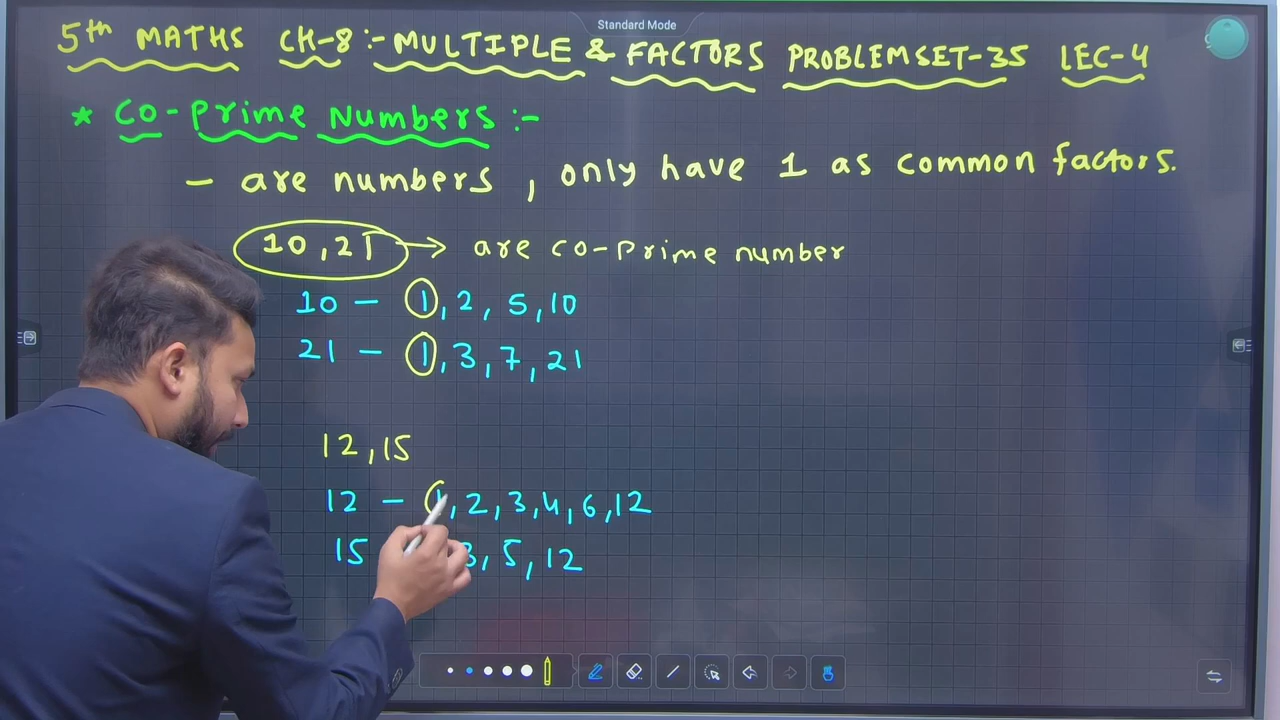 Standard Mode
5th MATHS CH-8:- MULTIPLE & FACTORS PROBLEMSET-35 LEC-4
* Co-Prime Numbers :-
- are numbers, only have 1 as common factors.
10,21 → are co-prime number
10 - 1, 2, 5, 10
21 - 1, 3, 7, 21
12, 15
12 - 1, 2, 3, 4, 6, 12
15 3, 5, 12